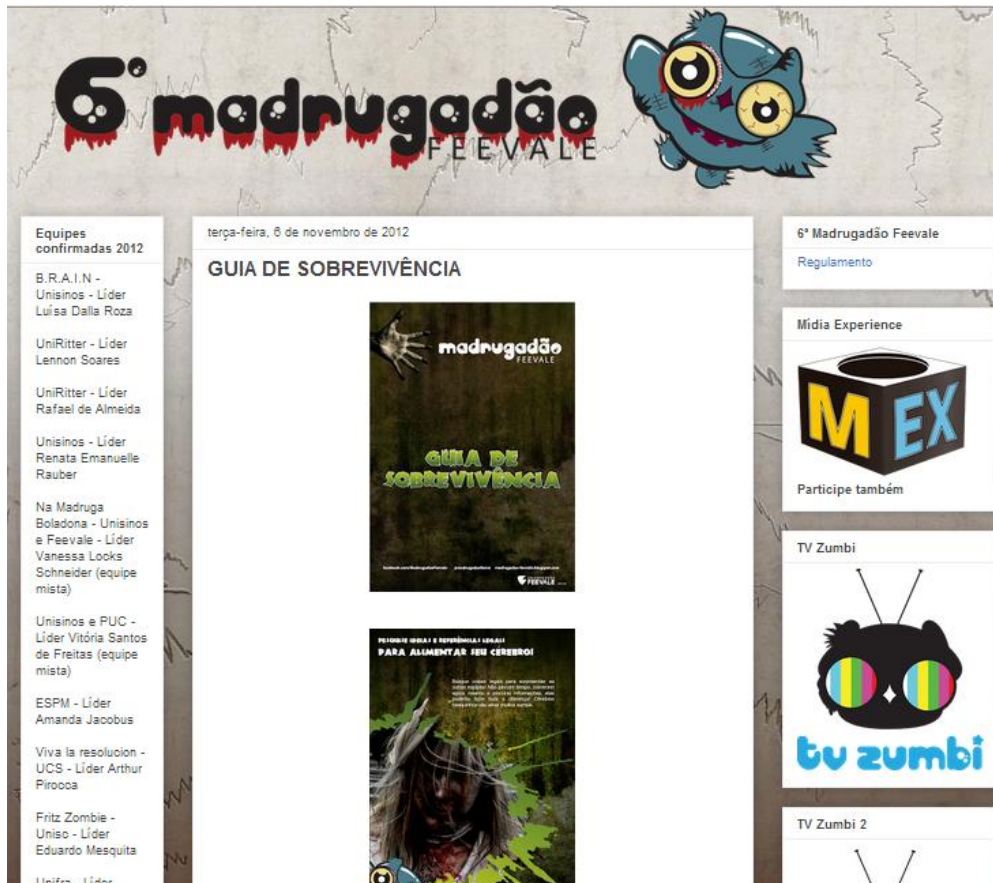 6º madrugadão
FEEVALE
Equipes
confirmadas 2012
B.R.A.I.N -
Unisinos - Líder
Luísa Dalla Roza
UniRitter - Líder
Lennon Soares
UniRitter - Líder
Rafael de Almeida
Unisinos - Líder
Renata Emanuelle
Rauber
Na Madruga
Boladona - Unisinos
e Feevale - Líder
Vanessa Looks
Schneider (equipe
mista)
Unisinos e PUC -
Líder Vitória Santos
de Freitas (equipe
mista)
ESPM - Líder
Amanda Jacobus
Viva la resolucion -
UCS - Líder Arthur
Pirocca
Fritz Zombie -
Unisc - Líder
Eduardo Mesquita
Unifra - Líder
terça-feira, 6 de novembro de 2012
GUIA DE SOBREVIVÊNCIA
madrugadão
FEEVALE
GUIA DE
SOBREVIVÊNCIA
FEEVALE
PESQUISE IDEIAS E REFERÊNCIAS LEGAIS
PARA ALIMENTAR SEU CÉREBRO!
6ª Madrugadão Feevale
Regulamento
Mídia Experience
M EX
Participe também
TV Zumbi
tv zumbi
TV Zumbi 2